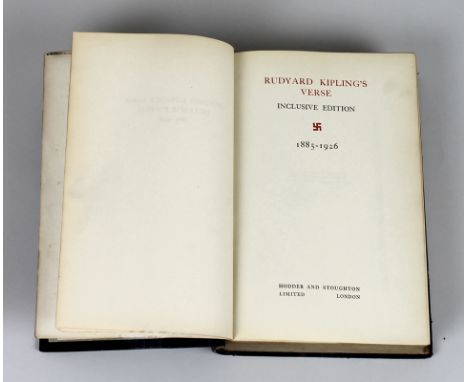 RUDYARD KIPLING'S
VERSE
INCLUSIVE EDITION
1885-1926
HODDER AND STOUGHTON
LIMITED LONDON